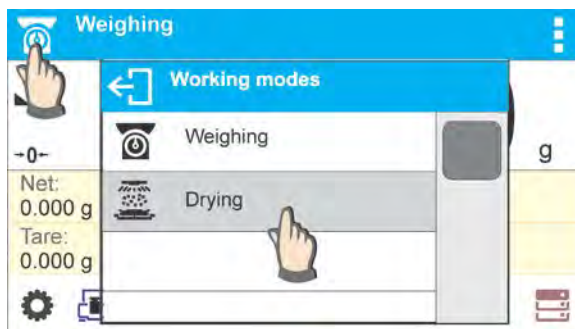 Weighing
Working modes
Weighing
→0←
g
Net:
0.000 g
Drying
Tare:
0.000 g